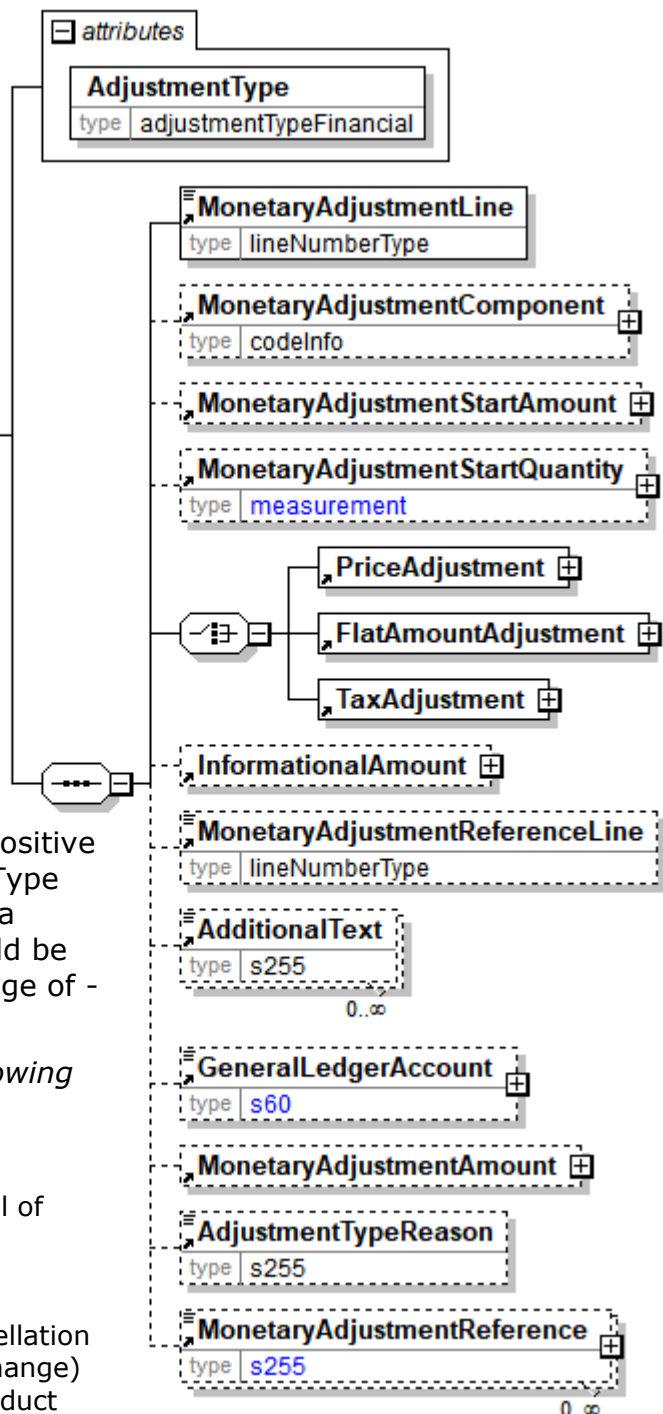 attributes
AdjustmentType
type adjustmentTypeFinancial
MonetaryAdjustmentLine
type lineNumberType
MonetaryAdjustmentComponent
type codeInfo
MonetaryAdjustmentStartAmount
MonetaryAdjustmentStartQuantity
type measurement
PriceAdjustment
FlatAmountAdjustment
TaxAdjustment
InformationalAmount
MonetaryAdjustmentReferenceLine
type lineNumberType
AdditionalText
type s255
0..∞
GeneralLedgerAccount
type s60
MonetaryAdjustmentAmount
AdjustmentTypeReason
type s255
MonetaryAdjustmentReference
type s255
0..∞
ositive
Type
a
ld be
ge of -
owing
l of
ellation
hange)
duct